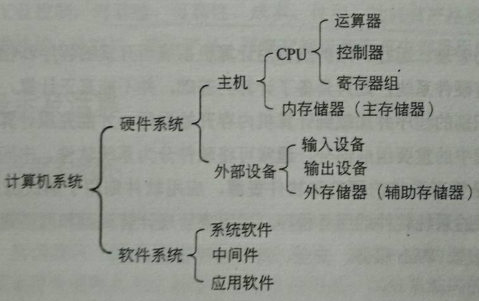 运算器
CPU
控制器
主机
寄存器组
内存储器（主存储器）
硬件系统
输入设备
外部设备
输出设备
外存储器（辅助存储器）
计算机系统
系统软件
软件系统
中间件
应用软件